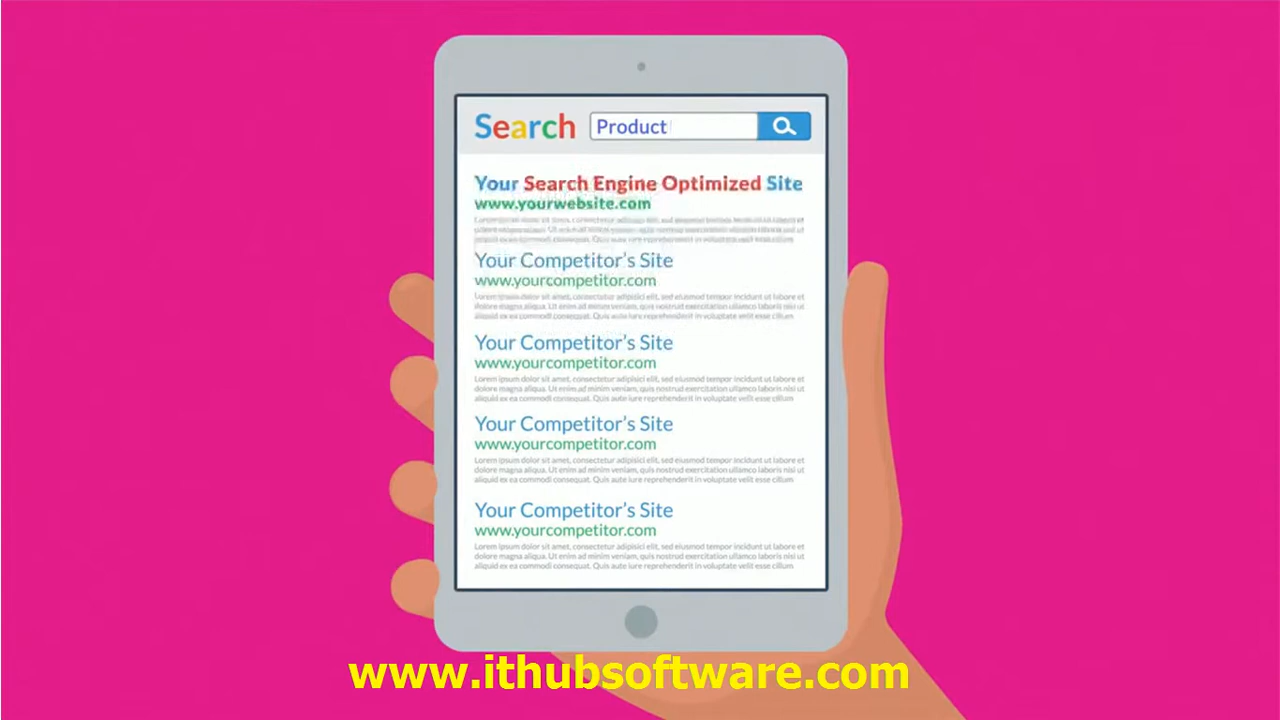 Search Product
Your Search Engine Optimized Site
www.yourwebsite.com
Your Competitor's Site
www.yourcompetitor.com
Lorem ipsum dolor sit amet, consectetur adipisici elit, sed eiusmod tempor incidunt ut labore et
dolore magna aliqua. Ut enim ad minim veniam, quis nostrud exercitation ullamco laboris nisi ut
aliquid ex ea commodi consequat. Quis aute iure reprehenderit in voluptate velit esse cillum
Your Competitor's Site
www.yourcompetitor.com
Lorem ipsum dolor sit amet, consectetur adipisici elit, sed eiusmod tempor incidunt ut labore et
dolore magna aliqua. Ut enim ad minim veniam, quis nostrud exercitation ullamco laboris nisi ut
aliquid ex ea commodi consequat. Quis aute iure reprehenderit in voluptate velit esse cillum
Your Competitor's Site
www.yourcompetitor.com
Lorem ipsum dolor sit amet, consectetur adipisici elit, sed eiusmod tempor incidunt ut labore et
dolore magna aliqua. Ut enim ad minim veniam, quis nostrud exercitation ullamco laboris nisi ut
aliquid ex ea commodi consequat. Quis aute iure reprehenderit in voluptate velit esse cillum
Your Competitor's Site
www.yourcompetitor.com
Lorem ipsum dolor sit amet, consectetur adipisici elit, sed eiusmod tempor incidunt ut labore et
dolore magna aliqua. Ut enim ad minim veniam, quis nostrud exercitation ullamco laboris nisi ut
aliquid ex ea commodi consequat. Quis aute iure reprehenderit in voluptate velit esse cillum
www.ithubsoftware.com